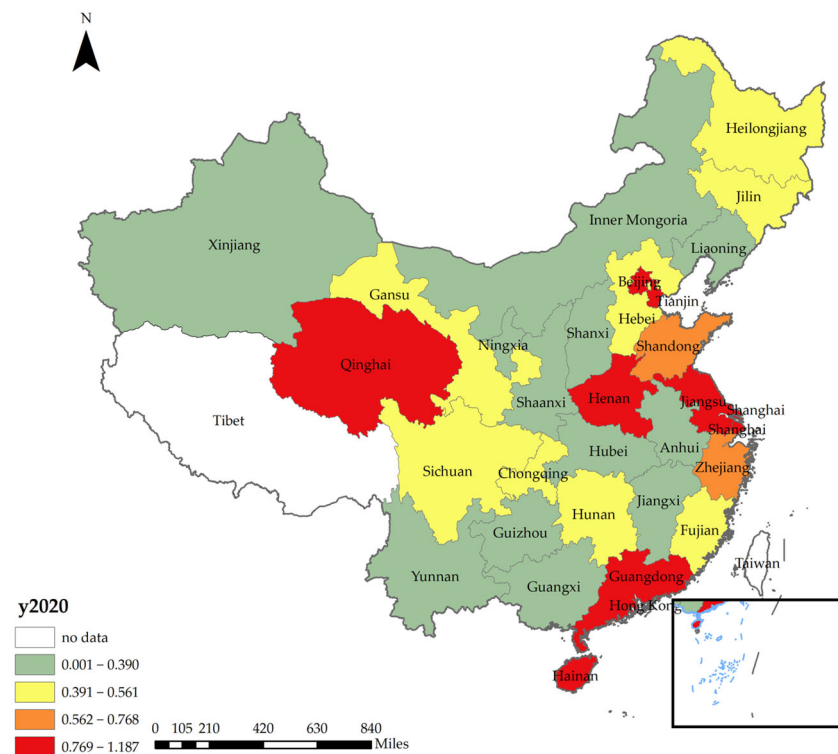 N
Heilongjiang
Jilin
Inner Mongoria
Liaoning
Xinjiang
Beijing
Gansu
Tianjin
Hebei
Shanxi
Shandong
Ningxia
Qinghai
Henan
Jiangsu
Shaanxi
Shanghai
Tibet
Shanghai
Hubei
Anhui
Zhejiang
Sichuan
Chongqing
Jiangxi
Hunan
Guizhou
Fujian
Taiwan
Yunnan
Guangxi
Guangdong
Hong Kong
Hainan
y2020
no data
0.001 – 0.390
0.391 – 0.561
0.562 – 0.768
0.769 – 1.187
0 105 210 420 630 840
Miles